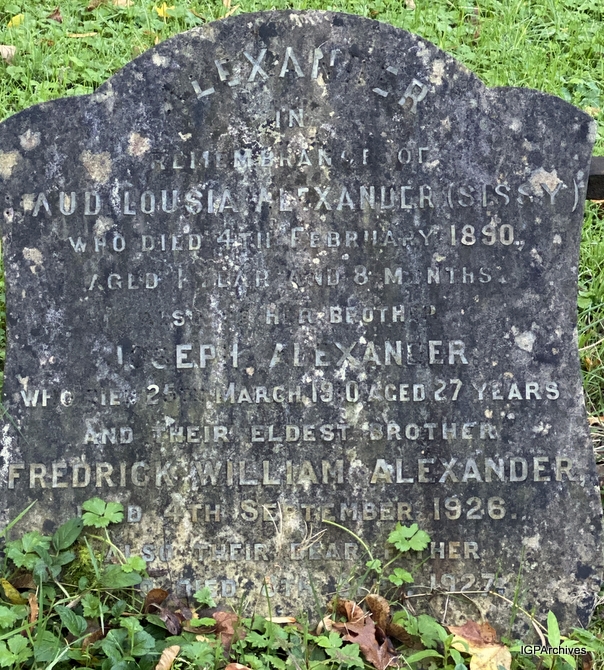 ALEXANDER
IN
REMEMBRANCE OF
MAUD LOUSIA ALEXANDER (SISSY)
WHO DIED 4TH FEBRUARY 1890.
AGED 1 YEAR AND 8 MONTHS.
ALSO HER BROTHER
JOSEPH ALEXANDER
WHO DIED 25TH MARCH 1910 AGED 27 YEARS
AND THEIR ELDEST BROTHER
FREDRICK WILLIAM ALEXANDER,
DIED 4TH SEPTEMBER 1926.
ALSO THEIR DEAR
DIED 1927.
IGPArchives